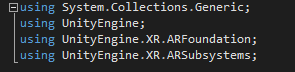 using System.Collections.Generic;
using UnityEngine;
using UnityEngine.XR.ARFoundation;
using UnityEngine.XR.ARSubsystems;